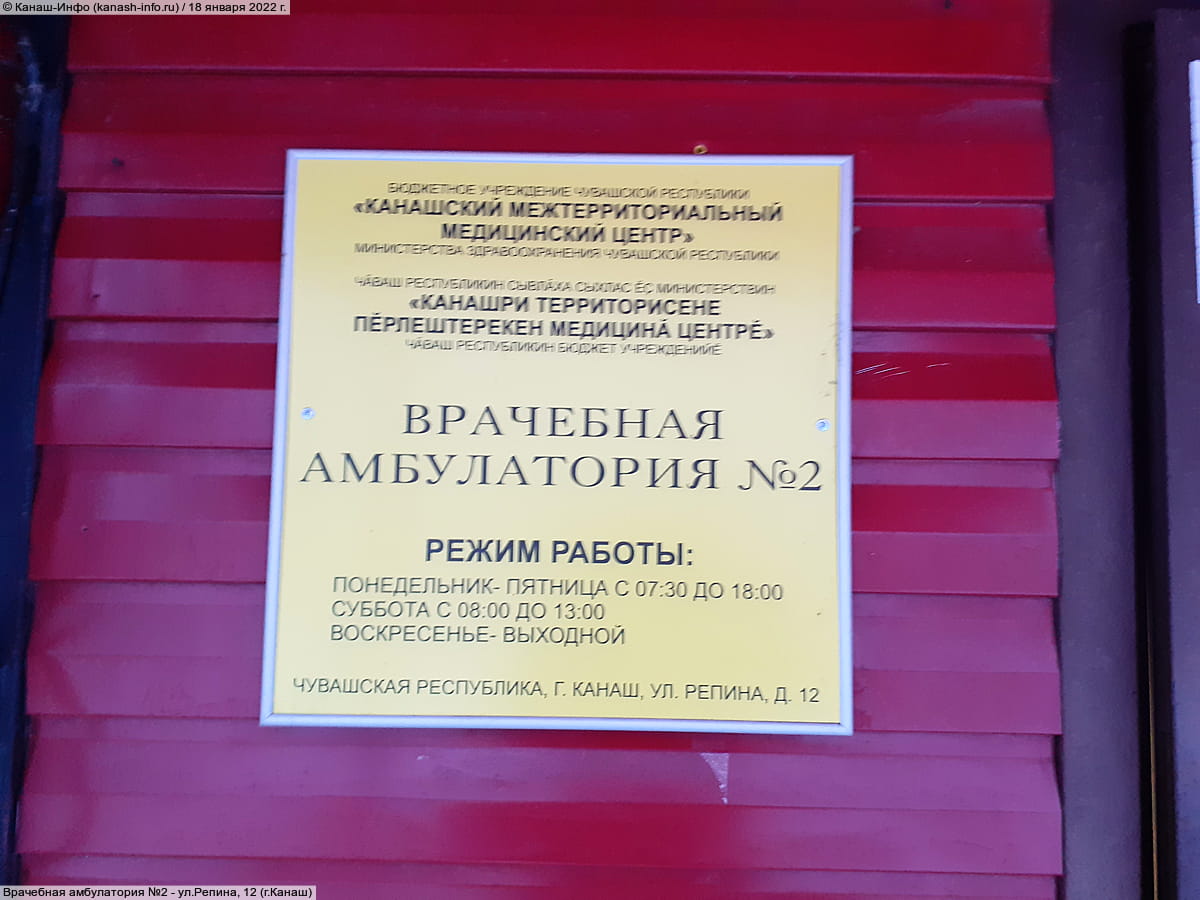 © Канаш-Инфо (kanash-info.ru) / 18 января 2022 г.
БЮДЖЕТНОЕ УЧРЕЖДЕНИЕ ЧУВАШСКОЙ РЕСПУБЛИКИ
«КАНАШСКИЙ МЕЖТЕРРИТОРИАЛЬНЫЙ
МЕДИЦИНСКИЙ ЦЕНТР»
МИНИСТЕРСТВА ЗДРАВООХРАНЕНИЯ ЧУВАШСКОЙ РЕСПУБЛИКИ
ЧӐВАШ РЕСПУБЛИКИН СЫВЛӐХА СЫХЛАС ӖС МИНИСТЕРСТВИН
«КАНАШРИ ТЕРРИТОРИСЕНЕ
ПӖРЛЕШТЕРЕКЕН МЕДИЦИНӐ ЦЕНТРӖ»
ЧӐВАШ РЕСПУБЛИКИН БЮДЖЕТ УЧРЕЖДЕНИЙӖ
ВРАЧЕБНАЯ
АМБУЛАТОРИЯ №2
РЕЖИМ РАБОТЫ:
ПОНЕДЕЛЬНИК- ПЯТНИЦА С 07:30 ДО 18:00
СУББОТА С 08:00 ДО 13:00
ВОСКРЕСЕНЬЕ- ВЫХОДНОЙ
ЧУВАШСКАЯ РЕСПУБЛИКА, Г. КАНАШ, УЛ. РЕПИНА, Д. 12
Врачебная амбулатория №2 - ул.Репина, 12 (г.Канаш)